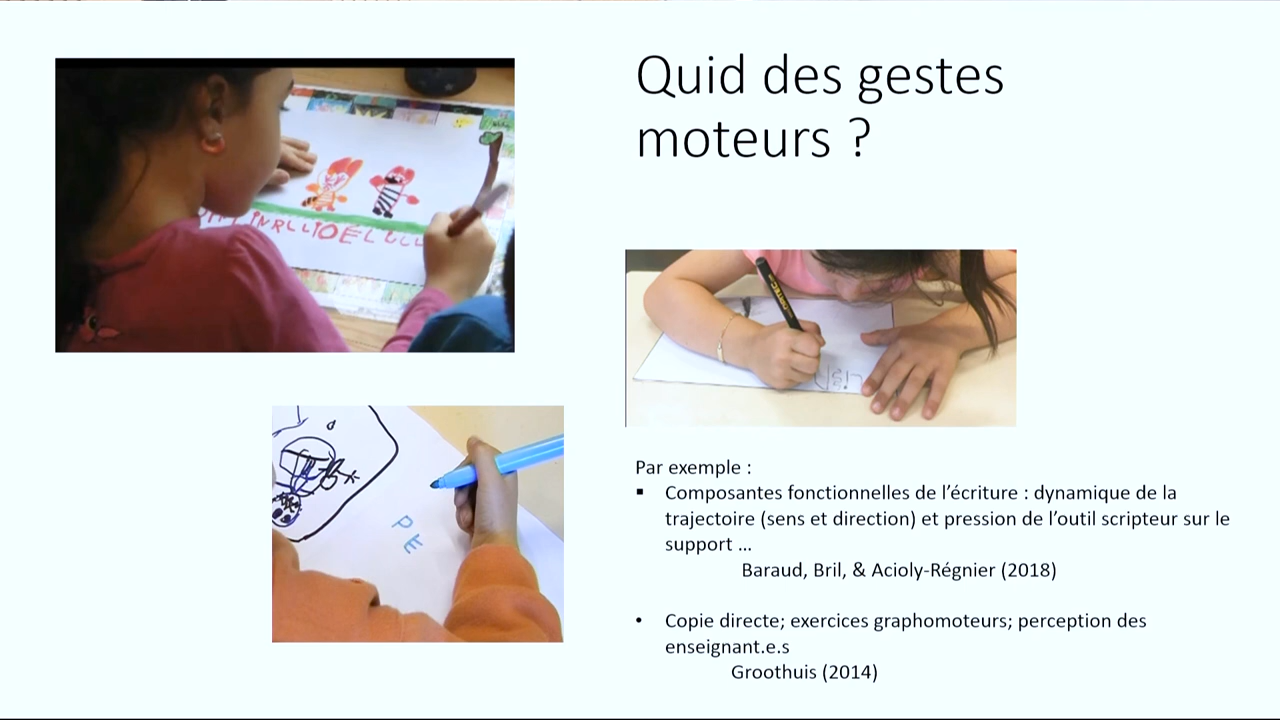 Quid des gestes
moteurs ?
INRLLIOELLLL
PE
Par exemple :
▪ Composantes fonctionnelles de l’écriture : dynamique de la
trajectoire (sens et direction) et pression de l’outil scripteur sur le
support …
Baraud, Bril, & Acioly-Régnier (2018)
• Copie directe; exercices graphomoteurs; perception des
enseignant.e.s
Groothuis (2014)